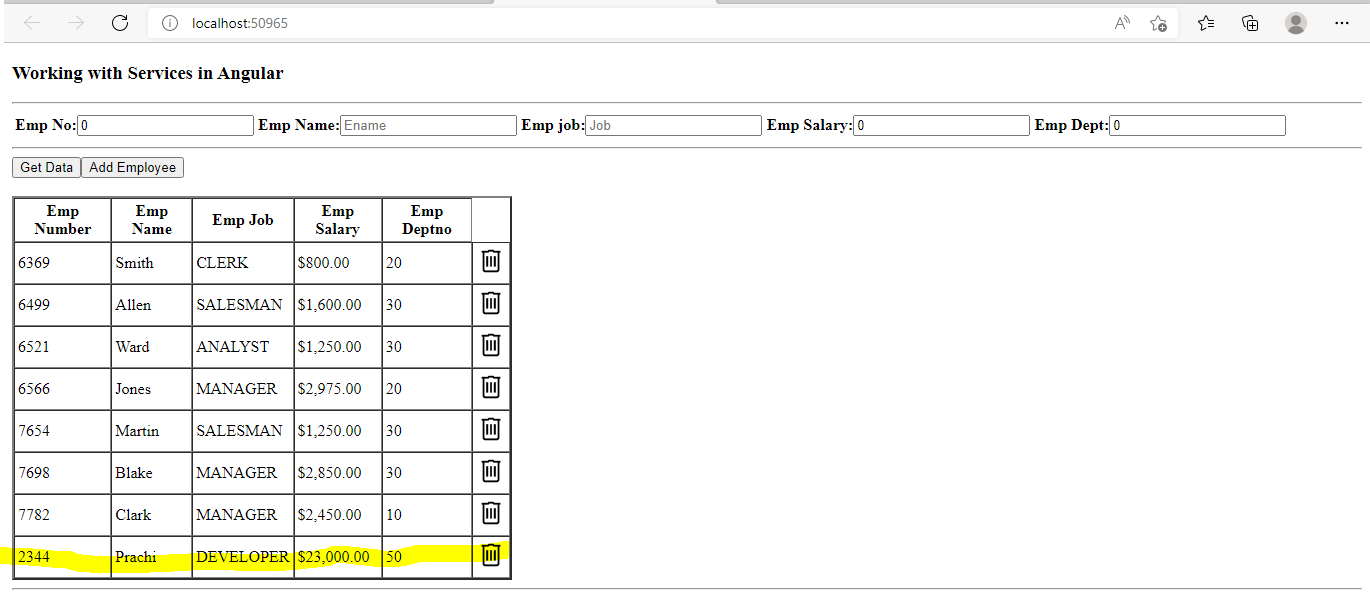 localhost:50965
Working with Services in Angular
Emp No: 0 Emp Name: Ename Emp job: Job Emp Salary: 0 Emp Dept: 0
Get Data Add Employee
Emp Number Emp Name Emp Job Emp Salary Emp Deptno
6369 Smith CLERK $800.00 20
6499 Allen SALESMAN $1,600.00 30
6521 Ward ANALYST $1,250.00 30
6566 Jones MANAGER $2,975.00 20
7654 Martin SALESMAN $1,250.00 30
7698 Blake MANAGER $2,850.00 30
7782 Clark MANAGER $2,450.00 10
2344 Prachi DEVELOPER $23,000.00 50